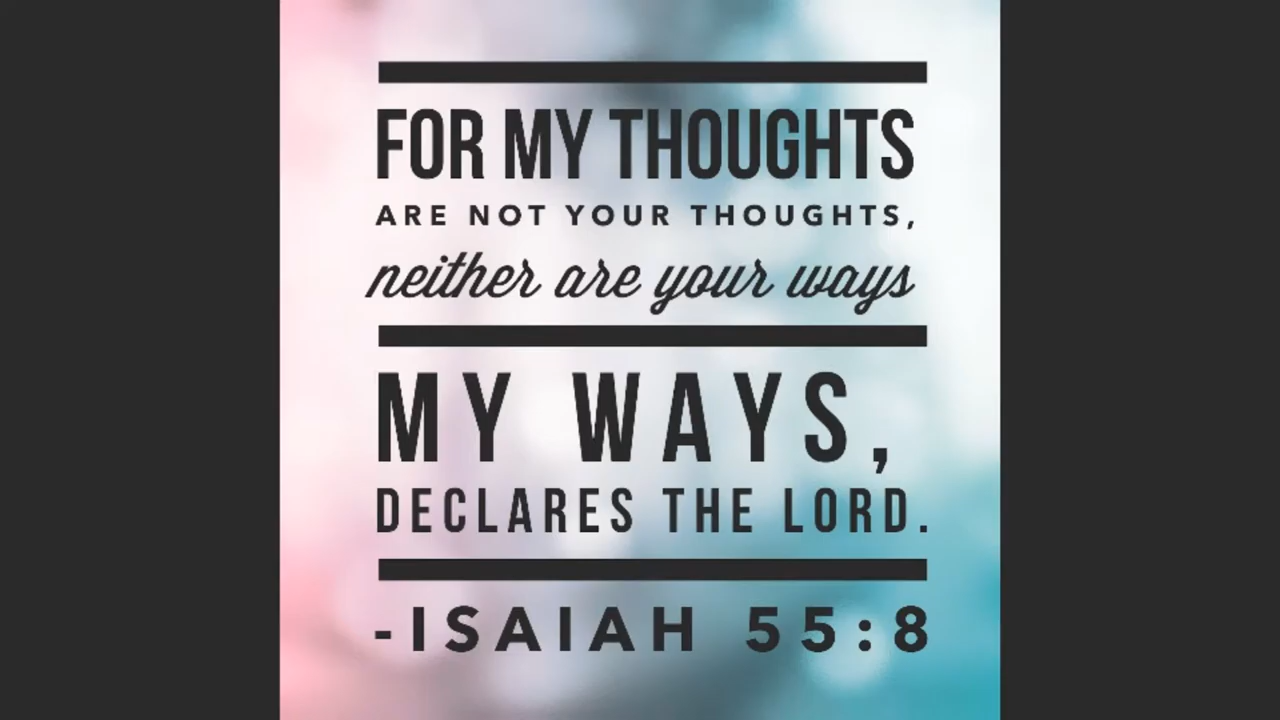 FOR MY THOUGHTS
ARE NOT YOUR THOUGHTS,
neither are your ways
MY WAYS,
DECLARES THE LORD.
-ISAIAH 55:8